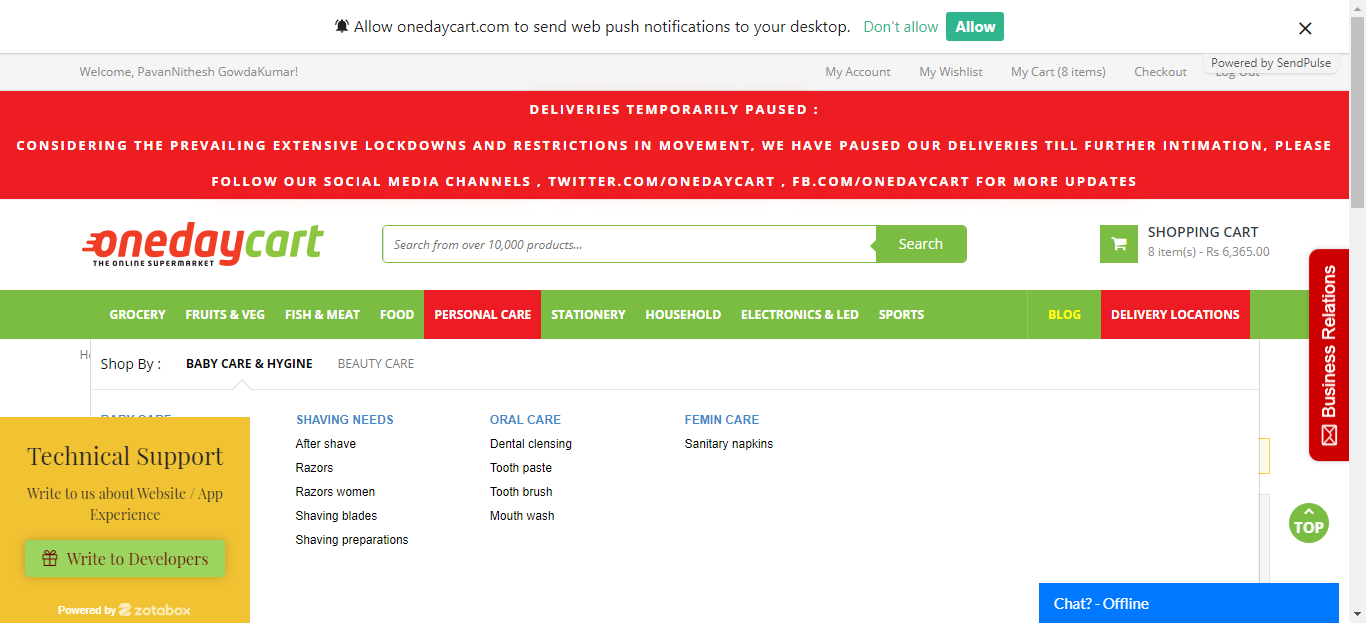 Allow onedaycart.com to send web push notifications to your desktop. Don't allow Allow
Powered by SendPulse
Welcome, PavanNithesh GowdaKumar! My Account My Wishlist My Cart (8 items) Checkout Log Out
DELIVERIES TEMPORARILY PAUSED :
CONSIDERING THE PREVAILING EXTENSIVE LOCKDOWNS AND RESTRICTIONS IN MOVEMENT, WE HAVE PAUSED OUR DELIVERIES TILL FURTHER INTIMATION, PLEASE
FOLLOW OUR SOCIAL MEDIA CHANNELS , TWITTER.COM/ONEDAYCART , FB.COM/ONEDAYCART FOR MORE UPDATES
onedaycart
THE ONLINE SUPERMARKET
Search from over 10,000 products... Search
SHOPPING CART
8 item(s) - Rs 6,365.00
GROCERY FRUITS & VEG FISH & MEAT FOOD PERSONAL CARE STATIONERY HOUSEHOLD ELECTRONICS & LED SPORTS BLOG DELIVERY LOCATIONS
Shop By : BABY CARE & HYGINE BEAUTY CARE
BABY CARE
SHAVING NEEDS
After shave
Razors
Razors women
Shaving blades
Shaving preparations
ORAL CARE
Dental clensing
Tooth paste
Tooth brush
Mouth wash
FEMIN CARE
Sanitary napkins
Technical Support
Write to us about Website / App
Experience
Write to Developers
Powered by zotabox
Business Relations
TOP
Chat? - Offline